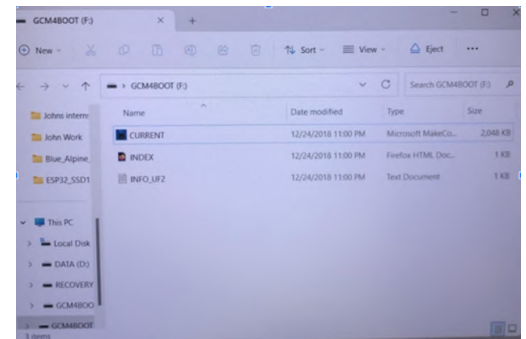 GCM4BOOT (F:)
New
Sort
View
Eject
GCM4BOOT (F:)
Search GCM4BOOT (F:)
Name
Date modified
Type
Size
CURRENT
12/24/2018 11:00 PM
Microsoft MakeCo...
2,048 KB
INDEX
12/24/2018 11:00 PM
Firefox HTML Doc...
1 KB
INFO_UF2
12/24/2018 11:00 PM
Text Document
1 KB
Johns interni
John Work
Blue_Alpine_
ESP32_SSD1
This PC
Local Disk
DATA (D:)
RECOVERY
GCM4BOO
GCM4BOOT
3 items